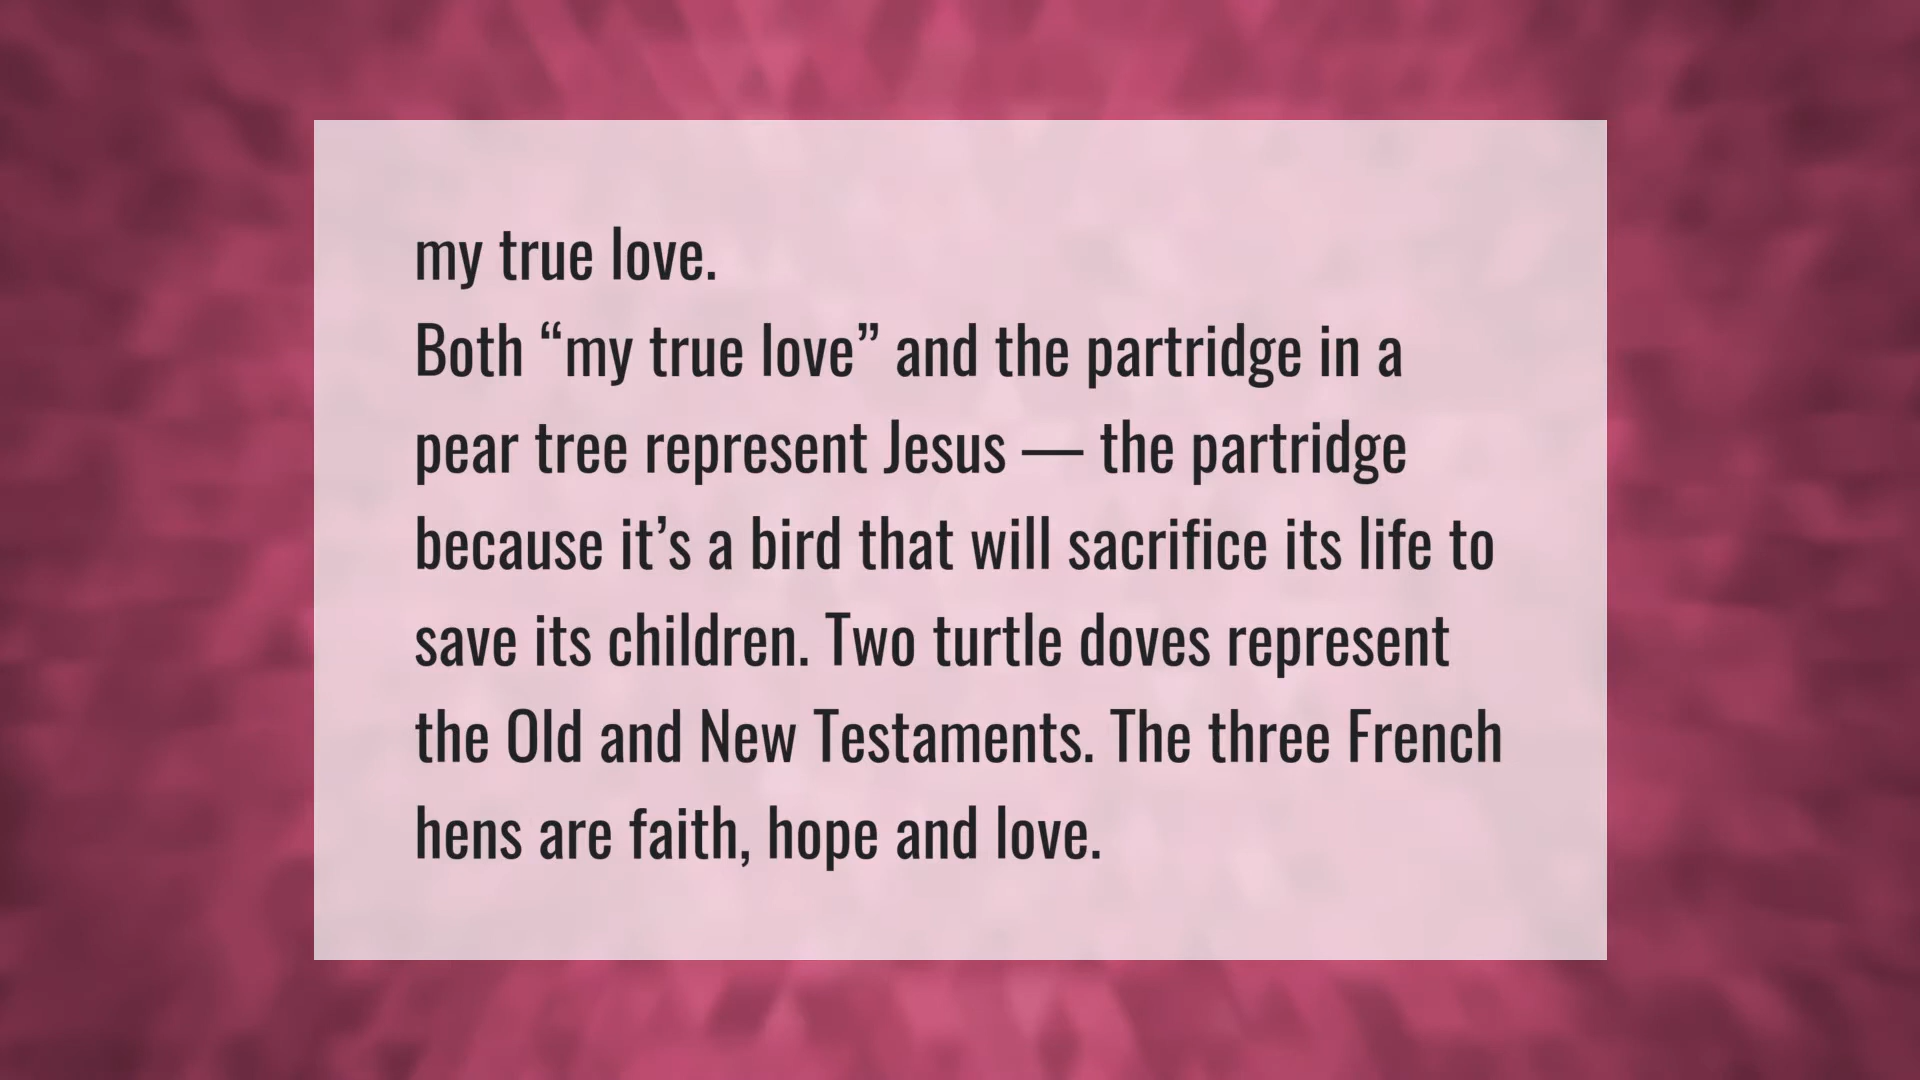 my true love.
Both “my true love” and the partridge in a
pear tree represent Jesus — the partridge
because it’s a bird that will sacrifice its life to
save its children. Two turtle doves represent
the Old and New Testaments. The three French
hens are faith, hope and love.